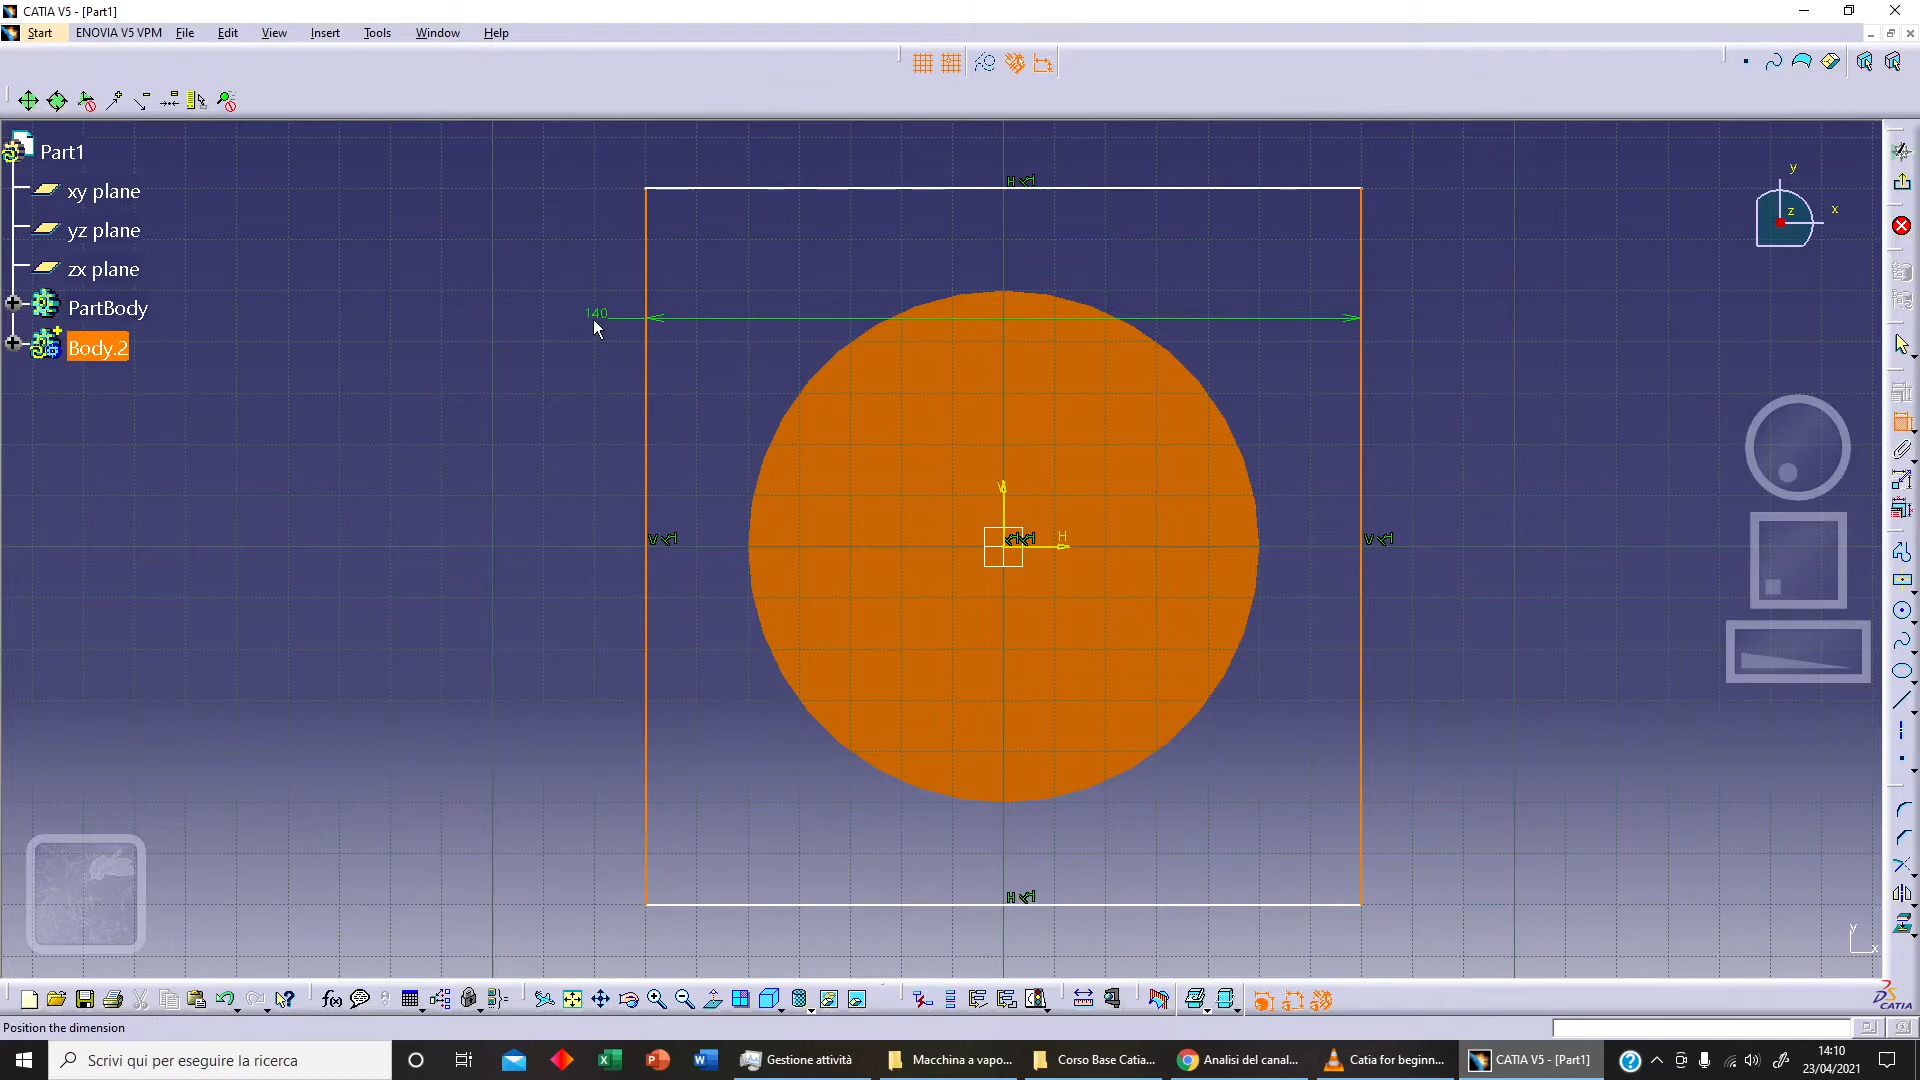 CATIA V5 - [Part1]
Start ENOVIA V5 VPM File Edit View Insert Tools Window Help
Part1
xy plane
yz plane
zx plane
PartBody
Body.2
140
H
H
V
V
V
H
y
x
z
y
x
f(x)
DS CATIA
Position the dimension
Scrivi qui per eseguire la ricerca
Gestione attività
Macchina a vapo...
Corso Base Catia...
Analisi del canal...
Catia for beginn...
CATIA V5 - [Part1]
14:10
23/04/2021